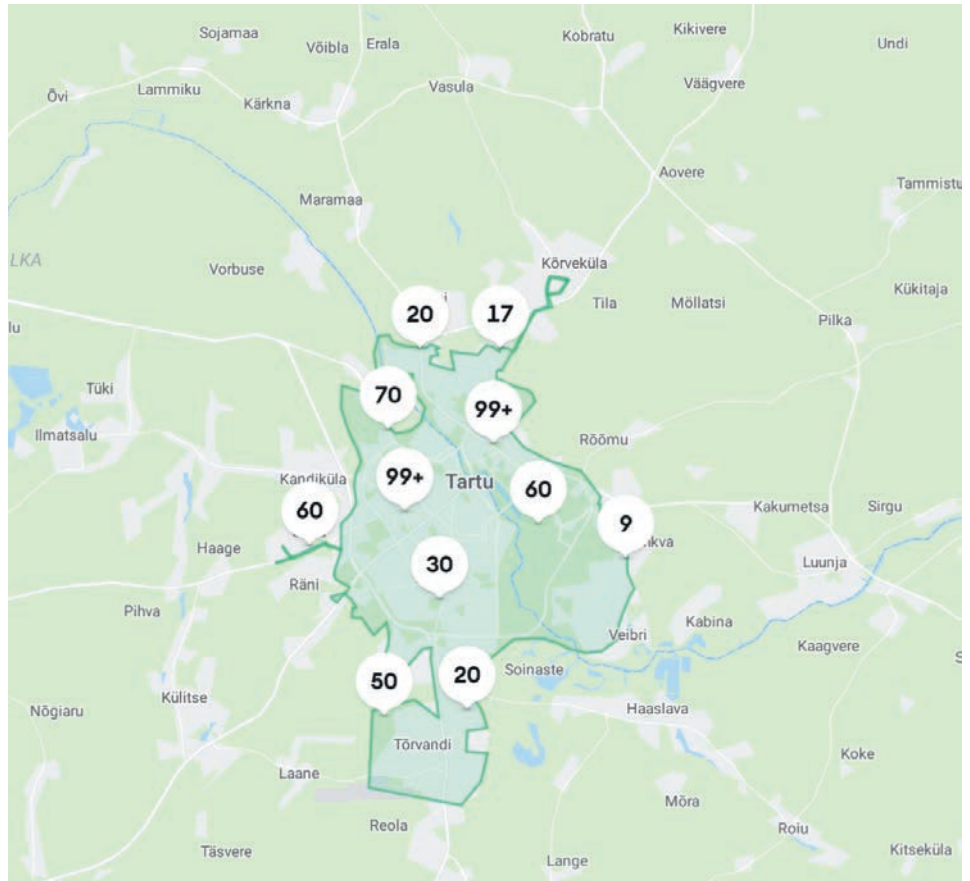 Sojamaa
Võibla
Erala
Kobratu
Kikivere
Undi
Õvi
Lammiku
Kärkna
Vasula
Väägvere
Maramaa
Aovere
Tammistu
LKA
Vorbuse
Kõrveküla
Tila
Möllatsi
Kükitaja
20
17
Pilka
lu
Tüki
70
99+
Ilmatsalu
Rõõmu
Kandiküla
99+
Tartu
60
60
Kakumetsa
Sirgu
9
Haage
Räni
30
Luunja
Pihva
Veibri
Kabina
Kaagvere
50
20
Soinaste
Külitse
Nõgiaru
Haaslava
Tõrvandi
Laane
Koke
Mõra
Reola
Roiu
Täsvere
Lange
Kitseküla